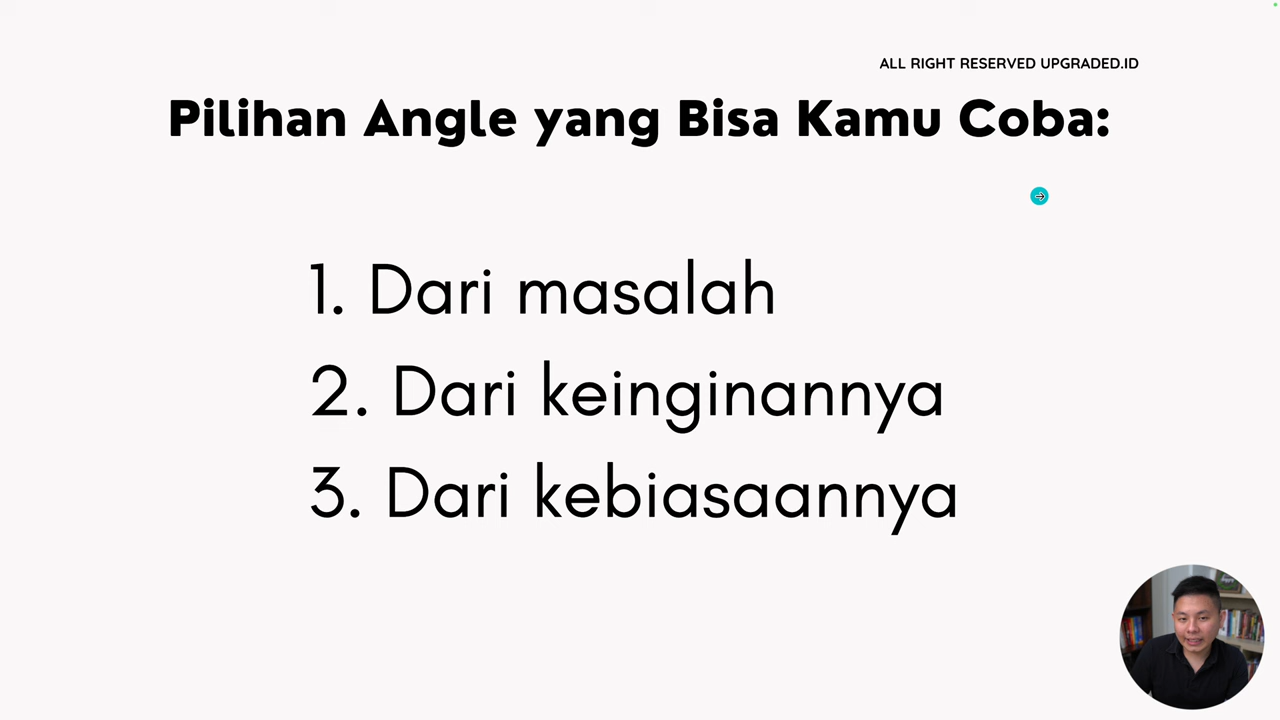 ALL RIGHT RESERVED UPGRADED.ID
Pilihan Angle yang Bisa Kamu Coba:
1. Dari masalah
2. Dari keinginannya
3. Dari kebiasaannya